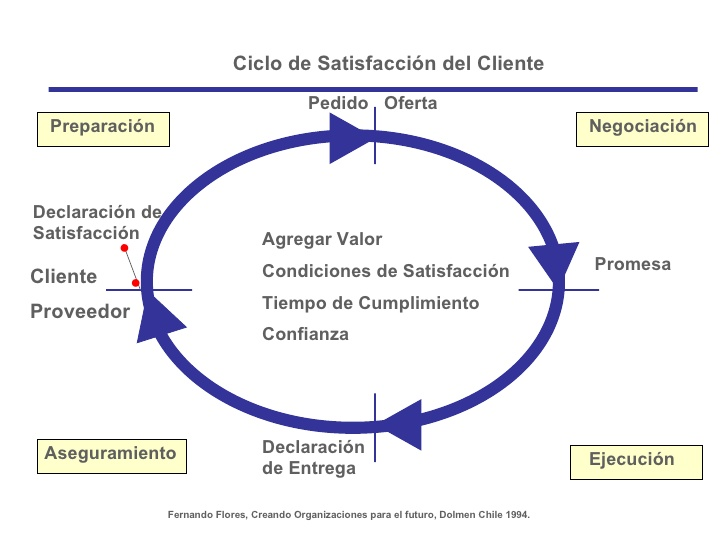 Ciclo de Satisfacción del Cliente
Pedido Oferta
Preparación
Negociación
Declaración de
Satisfacción
Cliente
Proveedor
Agregar Valor
Condiciones de Satisfacción
Tiempo de Cumplimiento
Confianza
Promesa
Aseguramiento
Declaración
de Entrega
Ejecución
Fernando Flores, Creando Organizaciones para el futuro, Dolmen Chile 1994.